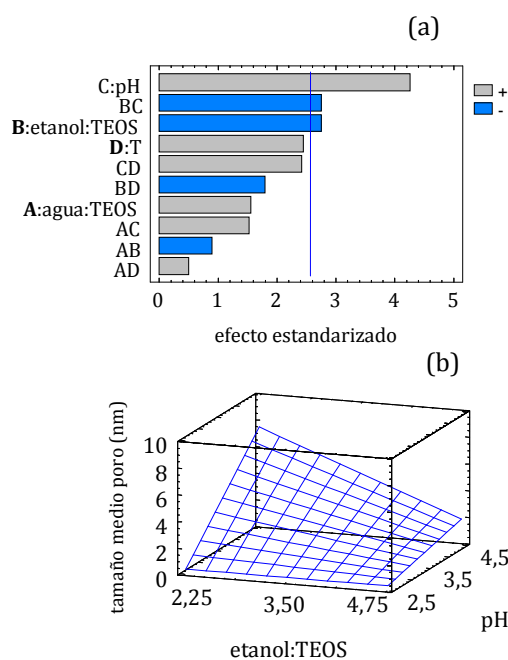 (a)
C:pH
BC
B:etanol:TEOS
D:T
CD
BD
A:agua:TEOS
AC
AB
AD
+
-
0 1 2 3 4 5
efecto estandarizado
(b)
tamaño medio poro (nm)
10
8
6
4
2
0
2,25 3,50 4,75
2,5 3,5 4,5
pH
etanol:TEOS